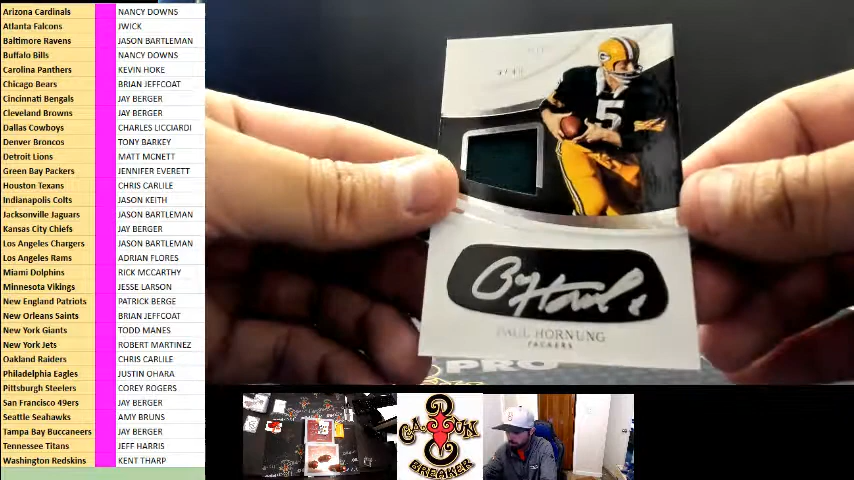 Arizona Cardinals NANCY DOWNS
Atlanta Falcons JWICK
Baltimore Ravens JASON BARTLEMAN
Buffalo Bills NANCY DOWNS
Carolina Panthers KEVIN HOKE
Chicago Bears BRIAN JEFFCOAT
Cincinnati Bengals JAY BERGER
Cleveland Browns JAY BERGER
Dallas Cowboys CHARLES LICCIARDI
Denver Broncos TONY BARKEY
Detroit Lions MATT MCNETT
Green Bay Packers JENNIFER EVERETT
Houston Texans CHRIS CARLILE
Indianapolis Colts JASON KEITH
Jacksonville Jaguars JASON BARTLEMAN
Kansas City Chiefs JAY BERGER
Los Angeles Chargers JASON BARTLEMAN
Los Angeles Rams ADRIAN FLORES
Miami Dolphins RICK MCCARTHY
Minnesota Vikings JESSE LARSON
New England Patriots PATRICK BERGE
New Orleans Saints BRIAN JEFFCOAT
New York Giants TODD MANES
New York Jets ROBERT MARTINEZ
Oakland Raiders CHRIS CARLILE
Philadelphia Eagles JUSTIN OHARA
Pittsburgh Steelers COREY ROGERS
San Francisco 49ers JAY BERGER
Seattle Seahawks AMY BRUNS
Tampa Bay Buccaneers JAY BERGER
Tennessee Titans JEFF HARRIS
Washington Redskins KENT THARP
5
PAUL HORNUNG
PACKERS
PRO
CAJUN
BREAKER